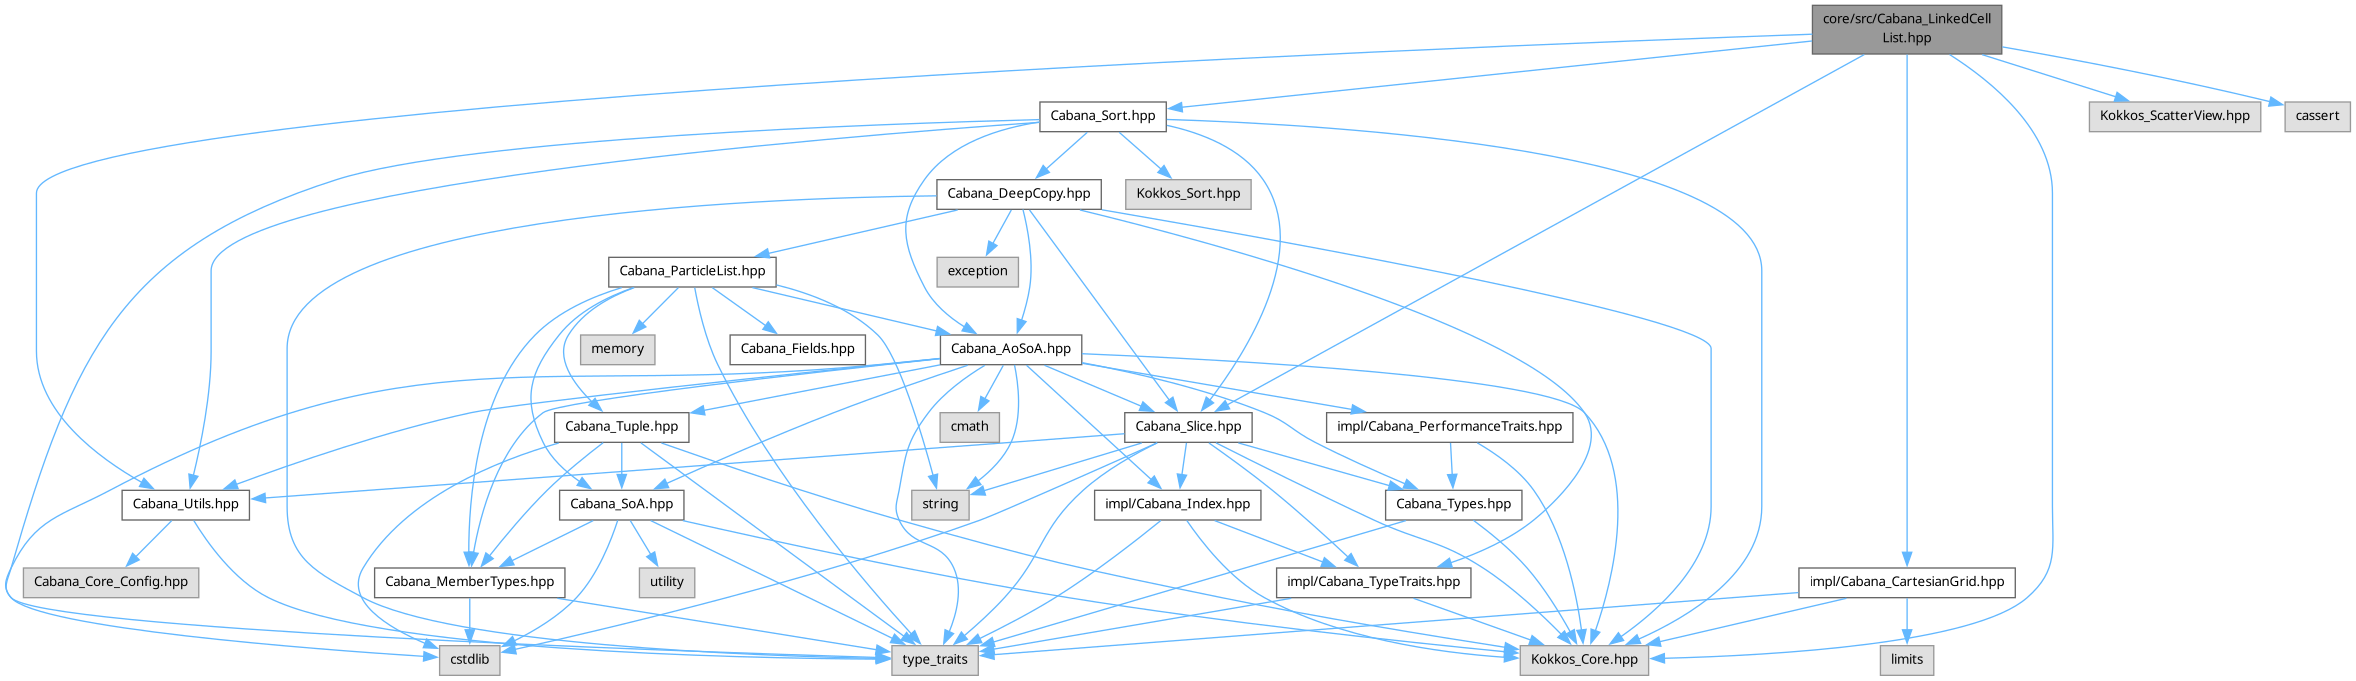 core/src/Cabana_LinkedCell
List.hpp
Cabana_Sort.hpp
Kokkos_ScatterView.hpp
cassert
Cabana_DeepCopy.hpp
Kokkos_Sort.hpp
Cabana_ParticleList.hpp
exception
memory
Cabana_Fields.hpp
Cabana_AoSoA.hpp
Cabana_Tuple.hpp
cmath
Cabana_Slice.hpp
impl/Cabana_PerformanceTraits.hpp
Cabana_Utils.hpp
Cabana_SoA.hpp
string
impl/Cabana_Index.hpp
Cabana_Types.hpp
Cabana_Core_Config.hpp
Cabana_MemberTypes.hpp
utility
impl/Cabana_TypeTraits.hpp
impl/Cabana_CartesianGrid.hpp
cstdlib
type_traits
Kokkos_Core.hpp
limits